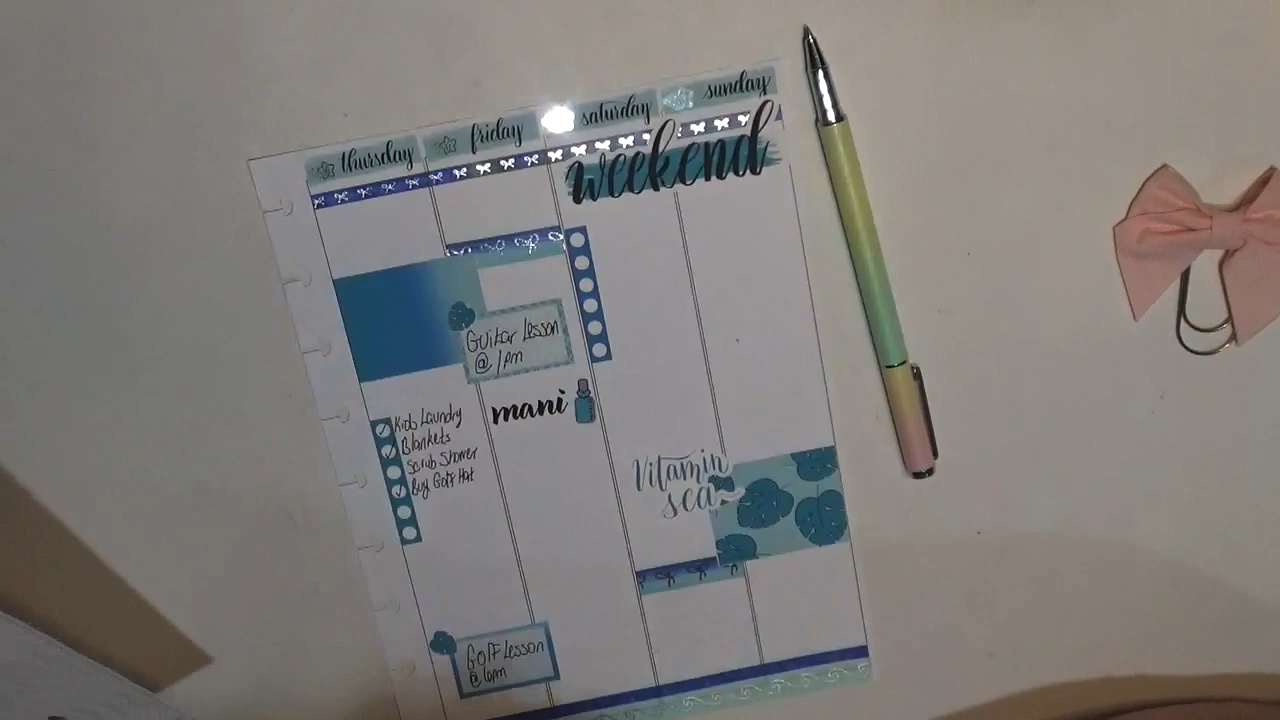 thursday friday saturday sunday
weekend
Guitar Lesson
@ 1pm
mani
Kids Laundry
Blankets
Scrub Shower
Buy Golf Hat
Vitamin
sea
Golf Lesson
@ 6pm